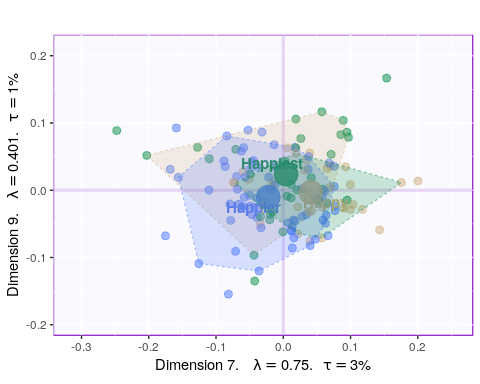 0.2
0.1
0.0
-0.1
-0.2
Dimension 9. λ = 0.401. τ = 1%
Happiest
Happier
-0.3
-0.2
-0.1
0.0
0.1
0.2
Dimension 7. λ = 0.75. τ = 3%